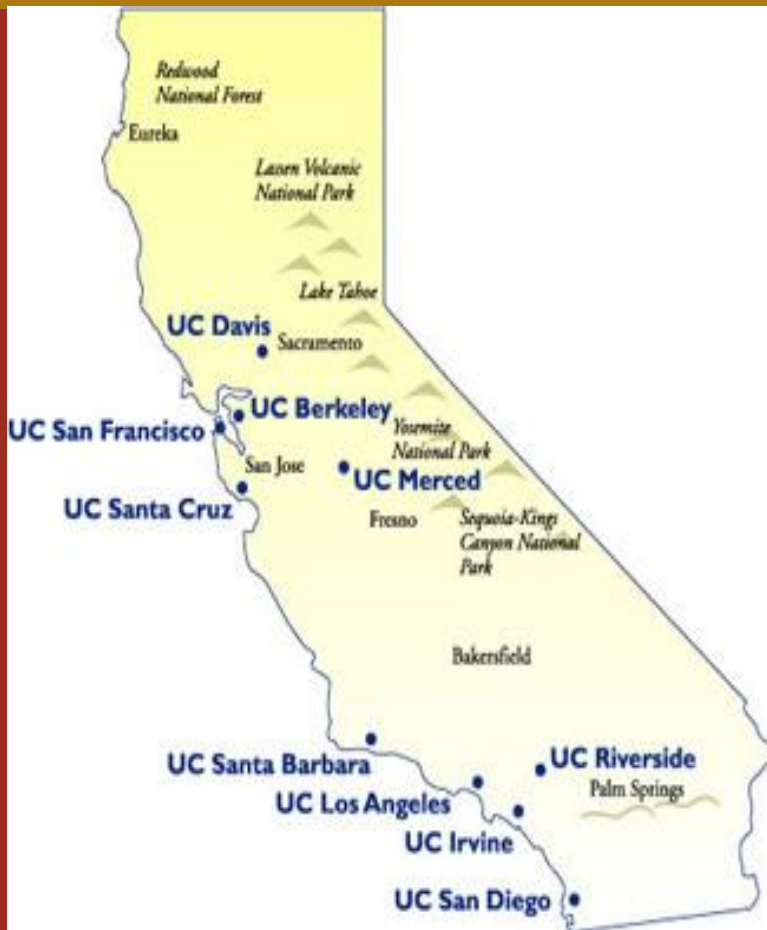 Redwood
National Forest
Eureka
Lassen Volcanic
National Park
Lake Tahoe
UC Davis
Sacramento
UC Berkeley
UC San Francisco
Yosemite
National Park
San Jose
UC Merced
UC Santa Cruz
Fresno
Sequoia-Kings
Canyon National
Park
Bakersfield
UC Santa Barbara
UC Riverside
Palm Springs
UC Los Angeles
UC Irvine
UC San Diego